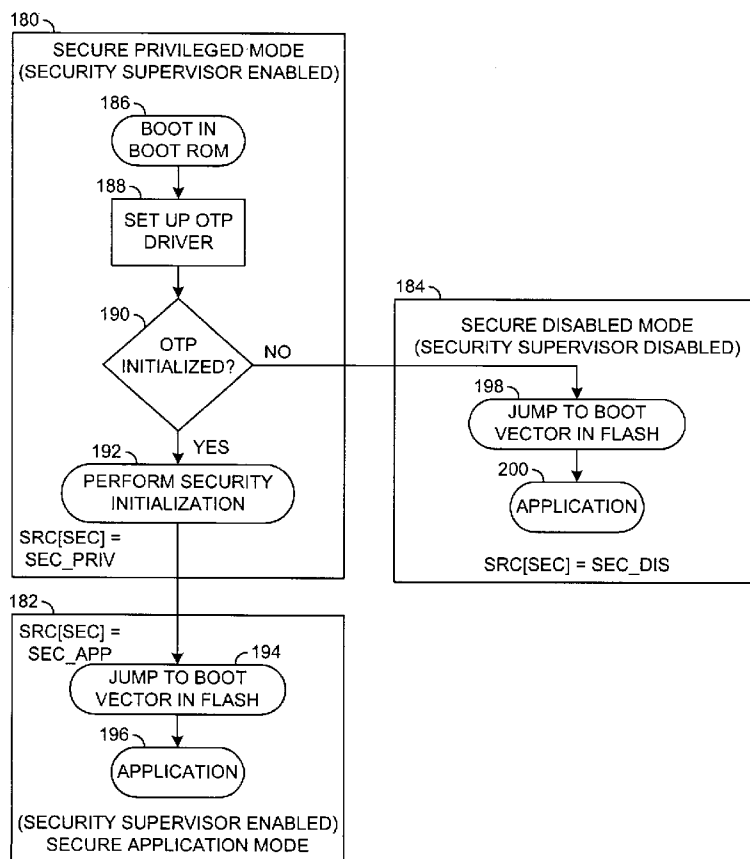 180
SECURE PRIVILEGED MODE
(SECURITY SUPERVISOR ENABLED)
186
BOOT IN
BOOT ROM
188
SET UP OTP
DRIVER
190
OTP
INITIALIZED?
NO
YES
192
PERFORM SECURITY
INITIALIZATION
SRC[SEC] =
SEC_PRIV
184
SECURE DISABLED MODE
(SECURITY SUPERVISOR DISABLED)
198
JUMP TO BOOT
VECTOR IN FLASH
200
APPLICATION
SRC[SEC] = SEC_DIS
182
SRC[SEC] =
SEC_APP
194
JUMP TO BOOT
VECTOR IN FLASH
196
APPLICATION
(SECURITY SUPERVISOR ENABLED)
SECURE APPLICATION MODE